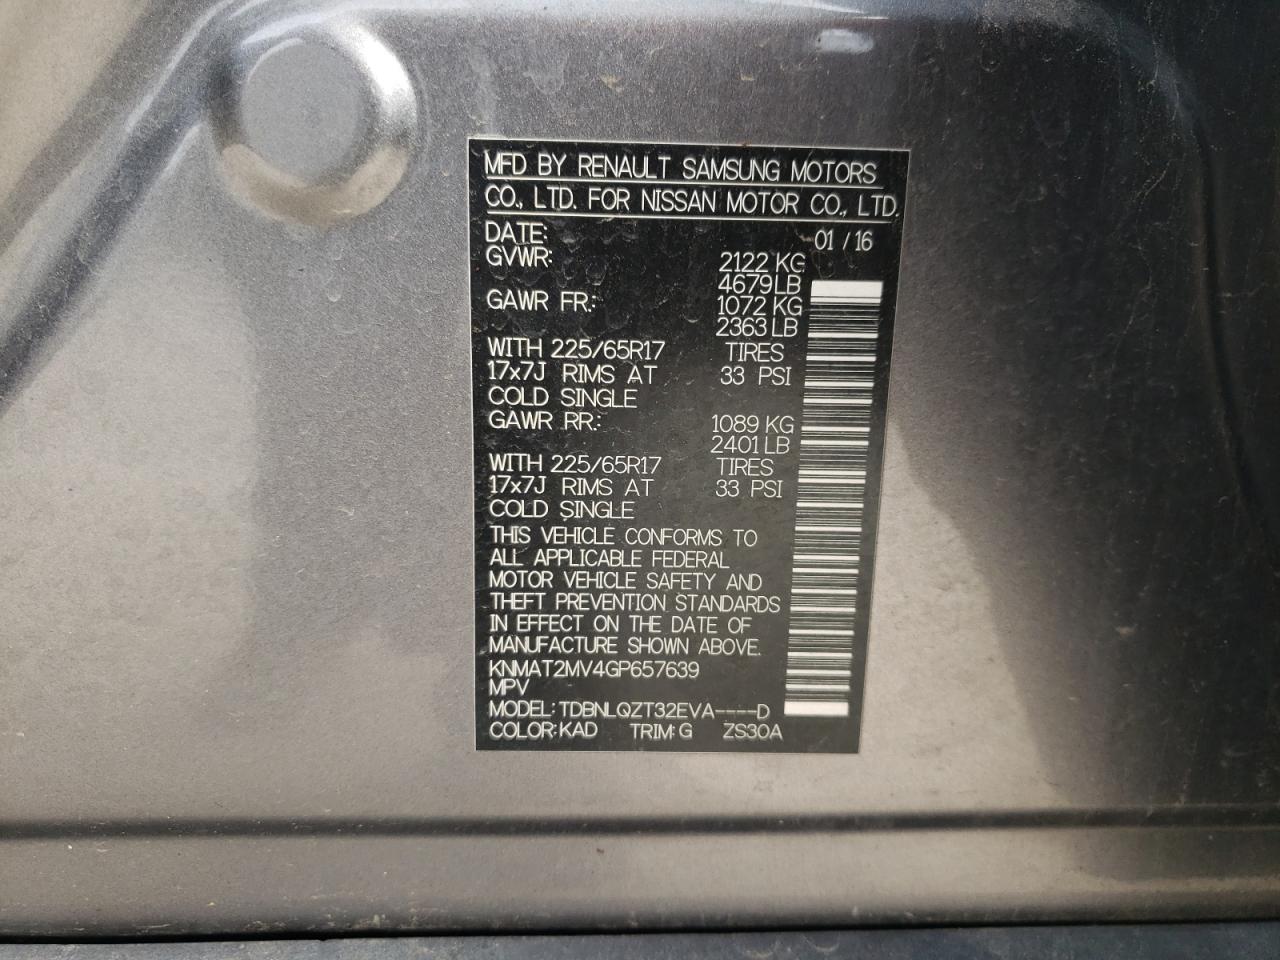 MFD BY RENAULT SAMSUNG MOTORS
CO., LTD. FOR NISSAN MOTOR CO., LTD.
DATE: 01 / 16
GVWR: 2122 KG
4679 LB
GAWR FR.: 1072 KG
2363 LB
WITH 225/65R17 TIRES
17x7J RIMS AT 33 PSI
COLD SINGLE
GAWR RR.: 1089 KG
2401 LB
WITH 225/65R17 TIRES
17x7J RIMS AT 33 PSI
COLD SINGLE
THIS VEHICLE CONFORMS TO
ALL APPLICABLE FEDERAL
MOTOR VEHICLE SAFETY AND
THEFT PREVENTION STANDARDS
IN EFFECT ON THE DATE OF
MANUFACTURE SHOWN ABOVE.
KNMAT2MV4GP657639
MPV
MODEL: TDBNLQZT32EVA----D
COLOR: KAD TRIM: G ZS30A